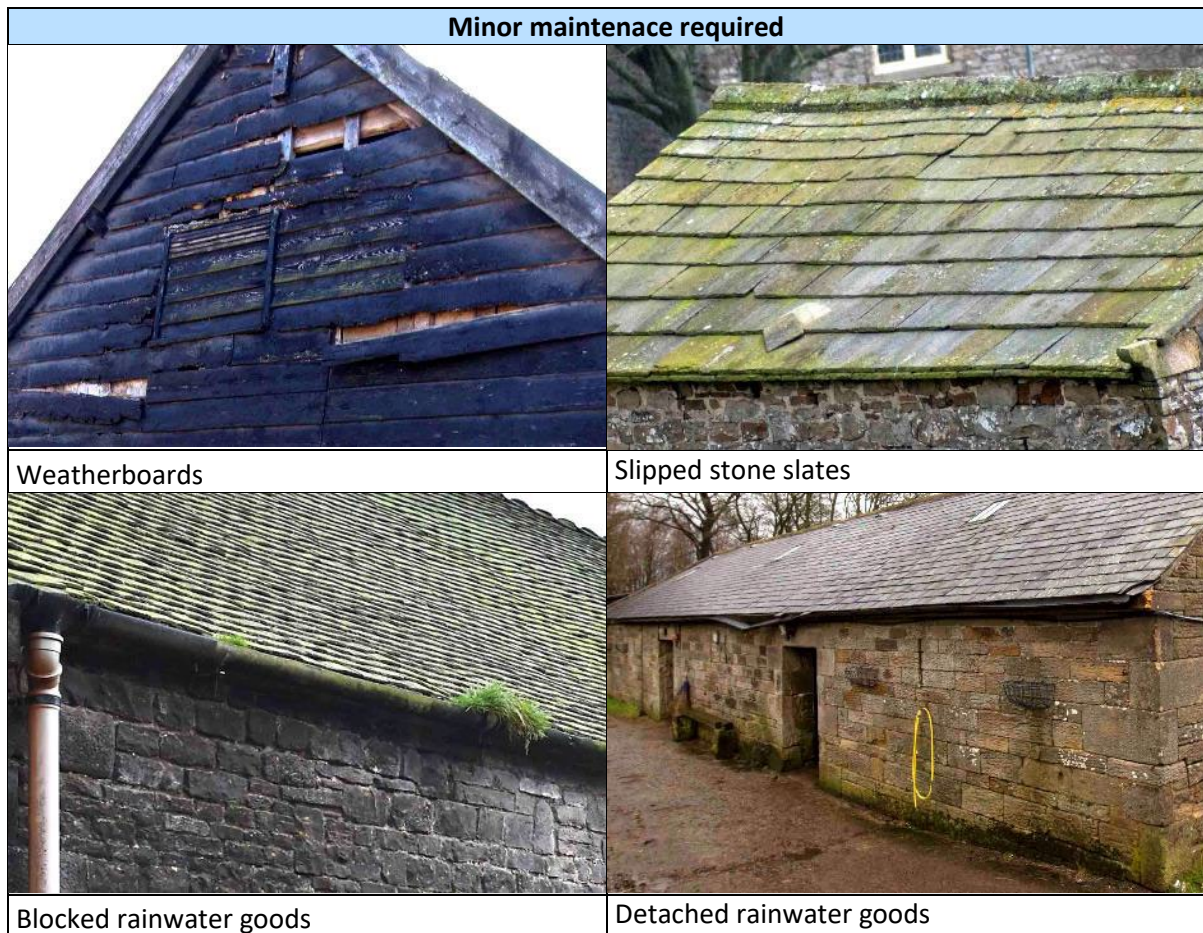 Minor maintenace required
Weatherboards
Slipped stone slates
Blocked rainwater goods
Detached rainwater goods